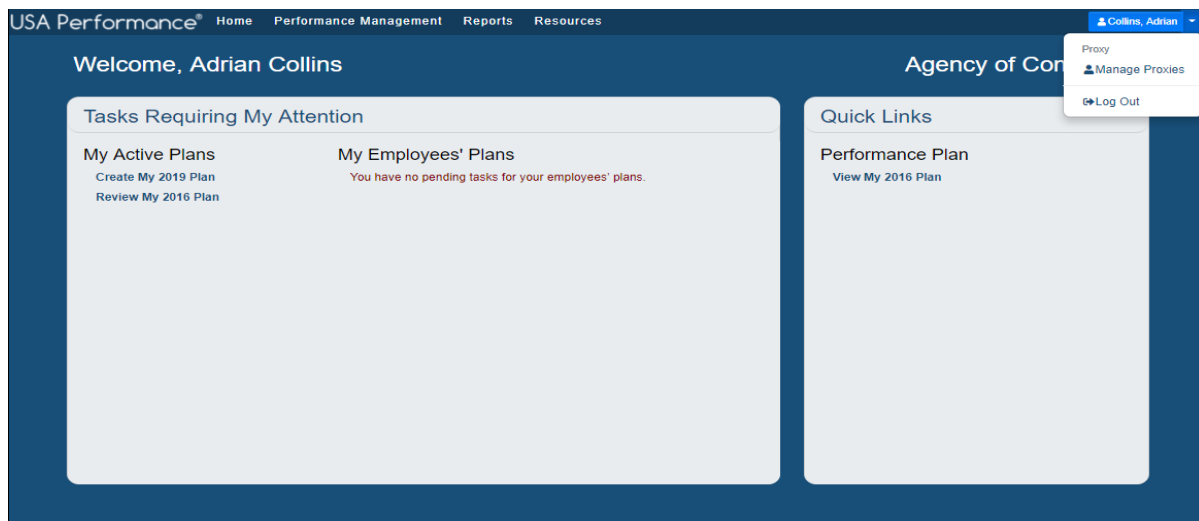 USA Performance® Home Performance Management Reports Resources Collins, Adrian
Proxy
Manage Proxies
Log Out
Welcome, Adrian Collins
Agency of
Tasks Requiring My Attention
My Active Plans
Create My 2019 Plan
Review My 2016 Plan
My Employees' Plans
You have no pending tasks for your employees' plans.
Quick Links
Performance Plan
View My 2016 Plan